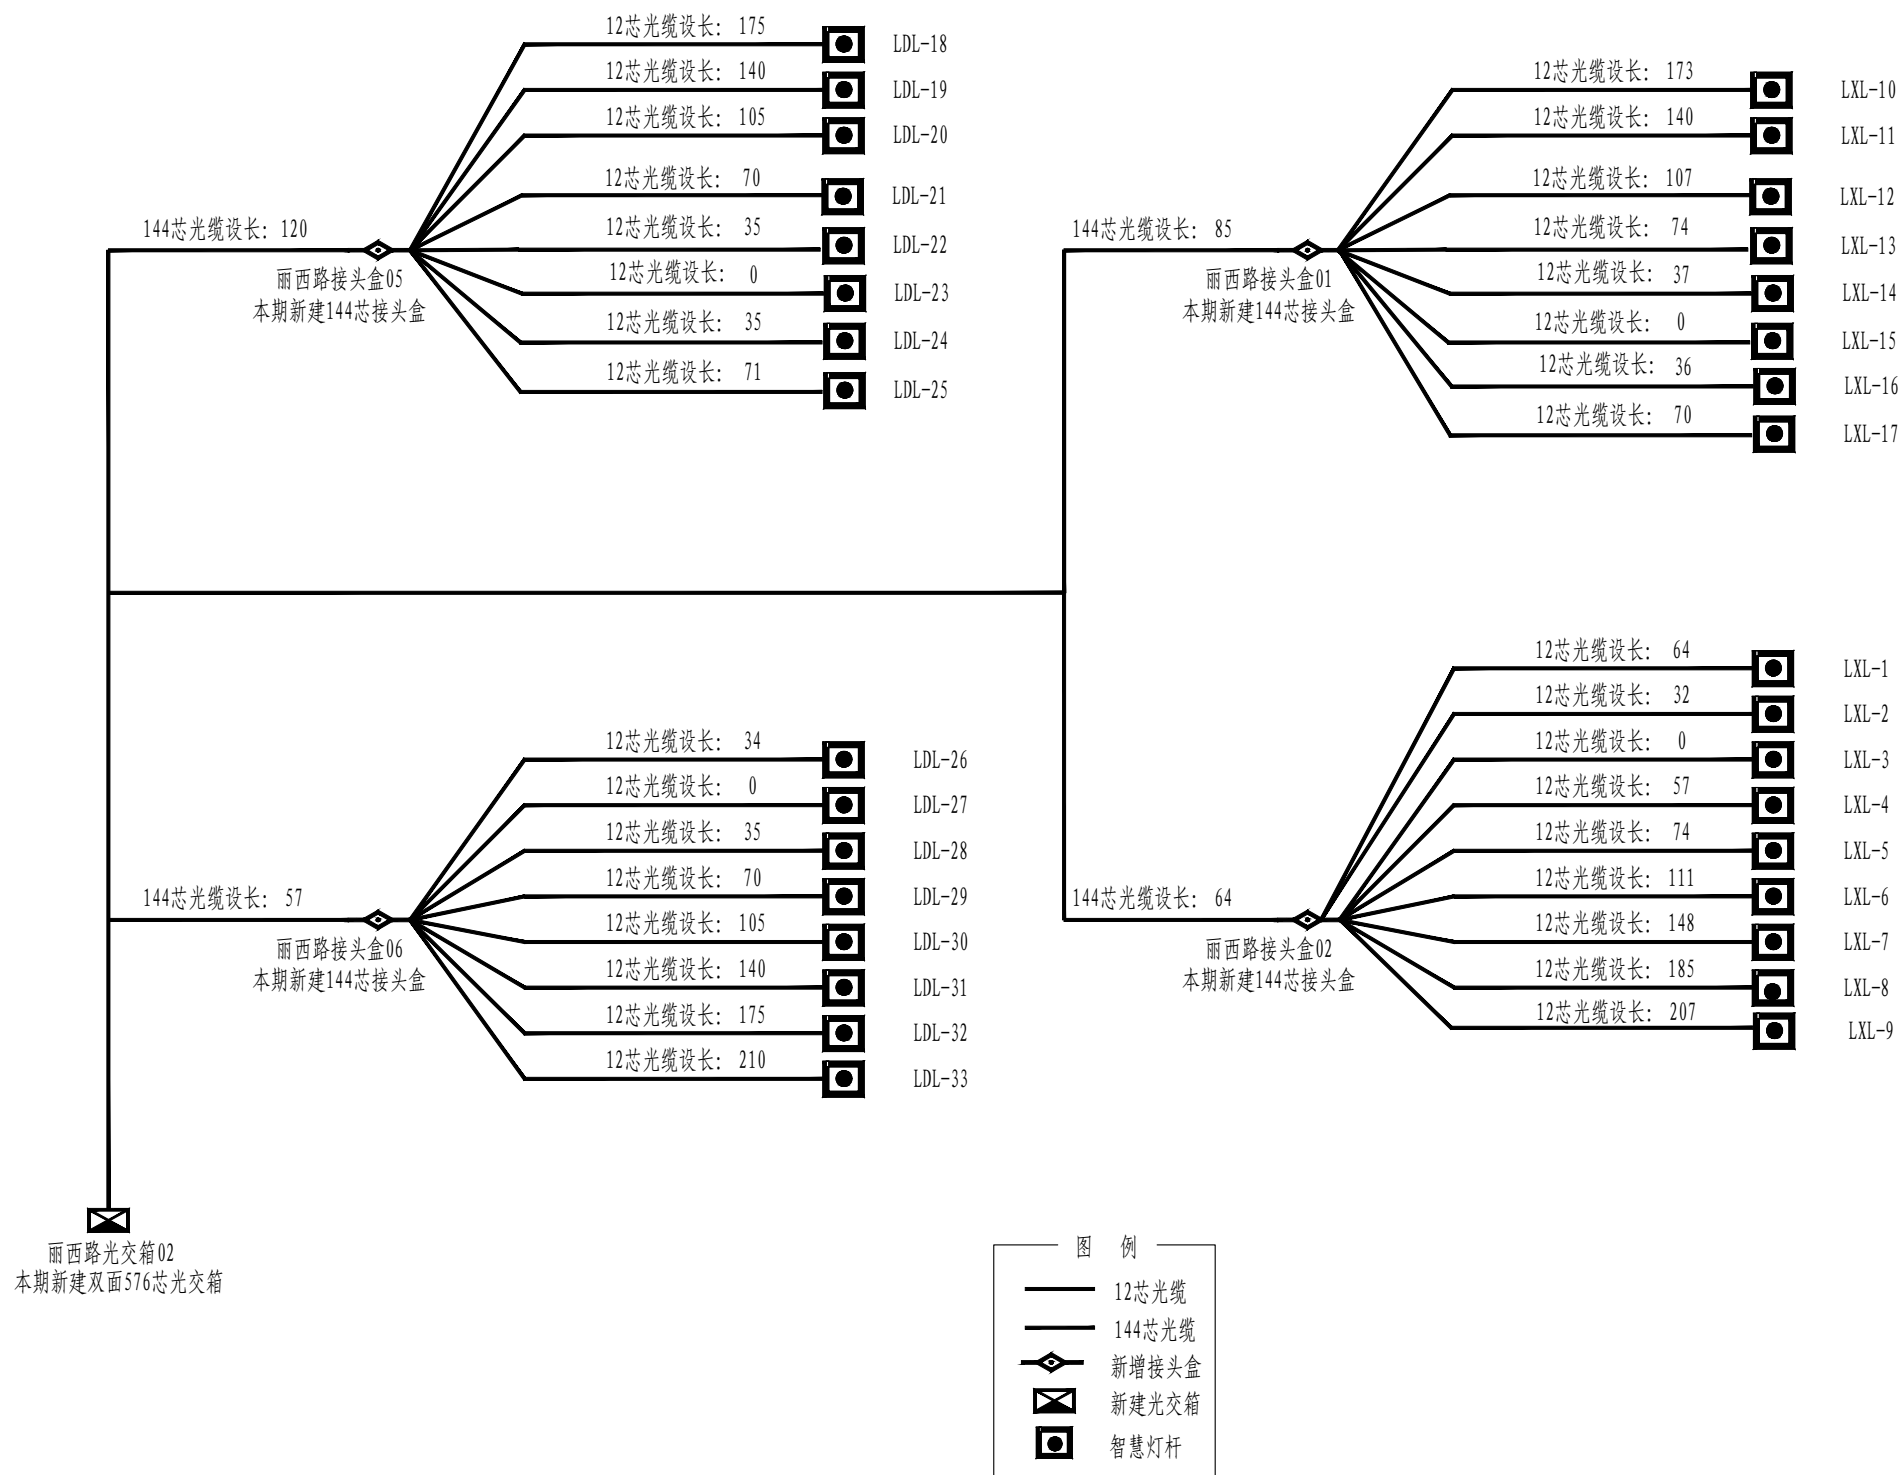 12芯光缆设长: 175
LDL-18
12芯光缆设长: 140
LDL-19
12芯光缆设长: 105
LDL-20
12芯光缆设长: 70
LDL-21
12芯光缆设长: 35
LDL-22
12芯光缆设长: 0
LDL-23
12芯光缆设长: 35
LDL-24
12芯光缆设长: 71
LDL-25
144芯光缆设长: 120
丽西路接头盒05
本期新建144芯接头盒
12芯光缆设长: 173
LXL-10
12芯光缆设长: 140
LXL-11
12芯光缆设长: 107
LXL-12
12芯光缆设长: 74
LXL-13
12芯光缆设长: 37
LXL-14
12芯光缆设长: 0
LXL-15
12芯光缆设长: 36
LXL-16
12芯光缆设长: 70
LXL-17
144芯光缆设长: 85
丽西路接头盒01
本期新建144芯接头盒
12芯光缆设长: 34
LDL-26
12芯光缆设长: 0
LDL-27
12芯光缆设长: 35
LDL-28
12芯光缆设长: 70
LDL-29
12芯光缆设长: 105
LDL-30
12芯光缆设长: 140
LDL-31
12芯光缆设长: 175
LDL-32
12芯光缆设长: 210
LDL-33
144芯光缆设长: 57
丽西路接头盒06
本期新建144芯接头盒
12芯光缆设长: 64
LXL-1
12芯光缆设长: 32
LXL-2
12芯光缆设长: 0
LXL-3
12芯光缆设长: 57
LXL-4
12芯光缆设长: 74
LXL-5
12芯光缆设长: 111
LXL-6
12芯光缆设长: 148
LXL-7
12芯光缆设长: 185
LXL-8
12芯光缆设长: 207
LXL-9
144芯光缆设长: 64
丽西路接头盒02
本期新建144芯接头盒
丽西路光交箱02
本期新建双面576芯光交箱
图 例
12芯光缆
144芯光缆
新增接头盒
新建光交箱
智慧灯杆